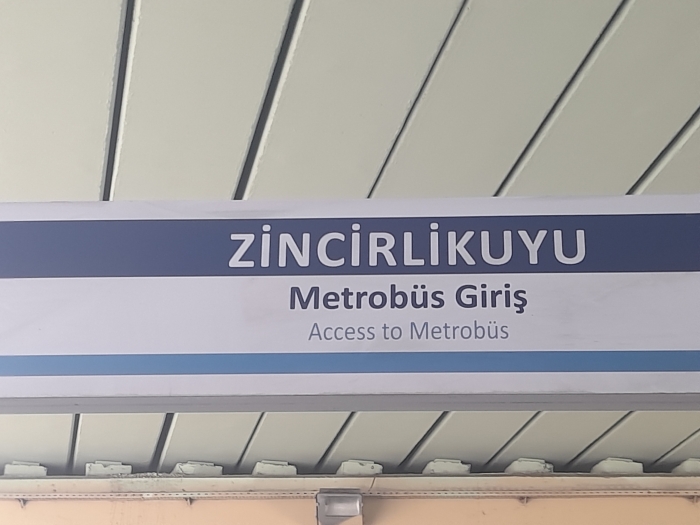 ZİNCİRLİKUYU
Metrobüs Giriş
Access to Metrobüs